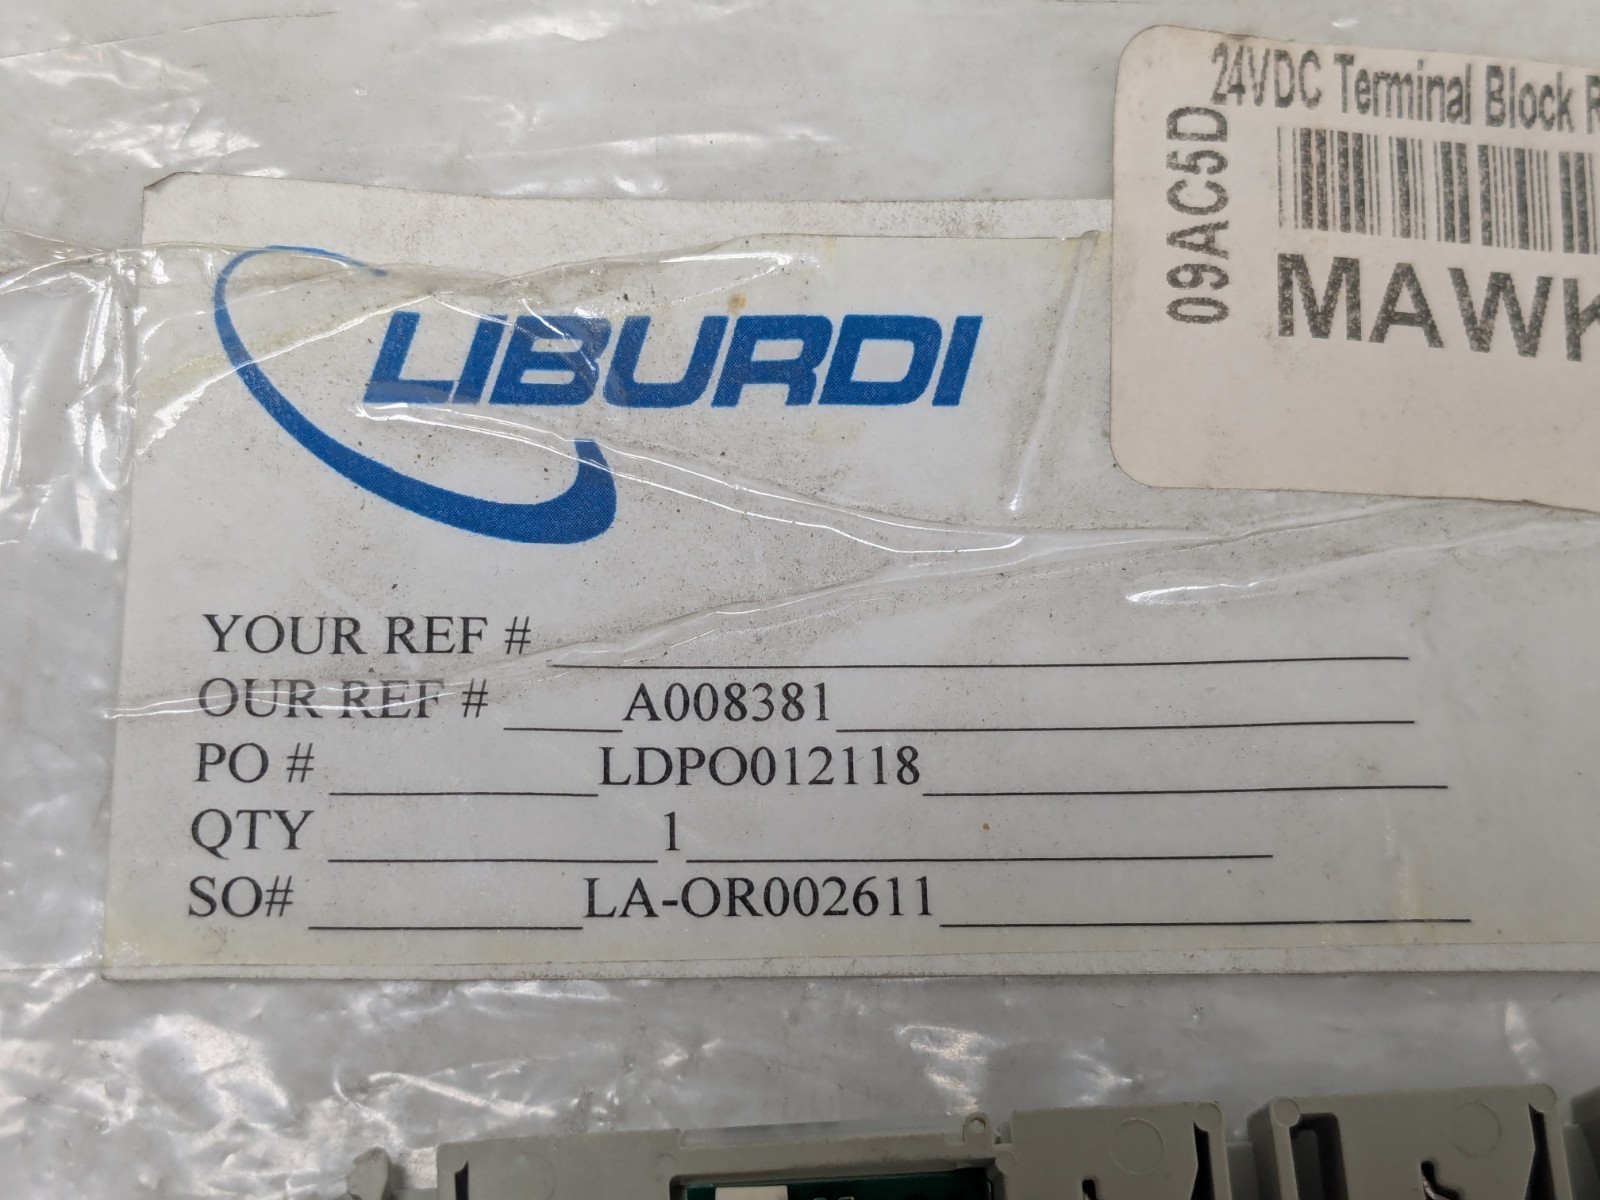 24VDC Terminal Block
09AC5D
MAWK
LIBURDI
YOUR REF #
OUR REF # A008381
PO # LDPO012118
QTY 1
SO# LA-OR002611